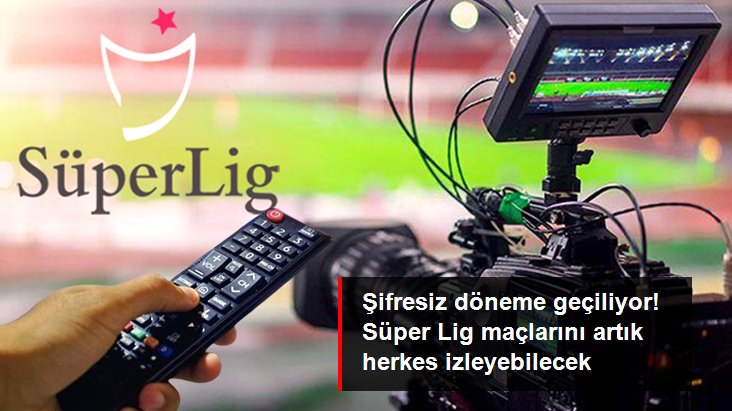 SüperLig
Şifresiz döneme geçiliyor!
Süper Lig maçlarını artık
herkes izleyebilecek